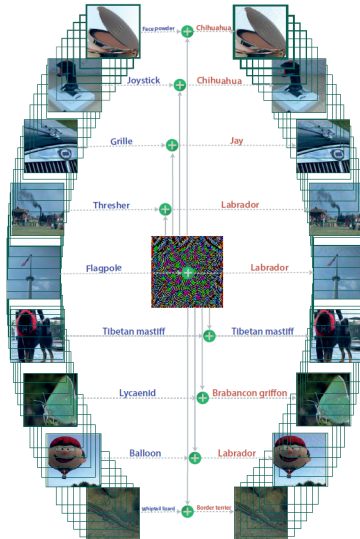 Face powder Chihuahua
Joystick Chihuahua
Grille Jay
Thresher Labrador
Flagpole Labrador
Tibetan mastiff Tibetan mastiff
Lycaenid Brabancon griffon
Balloon Labrador
Whiptail lizard Border terrier